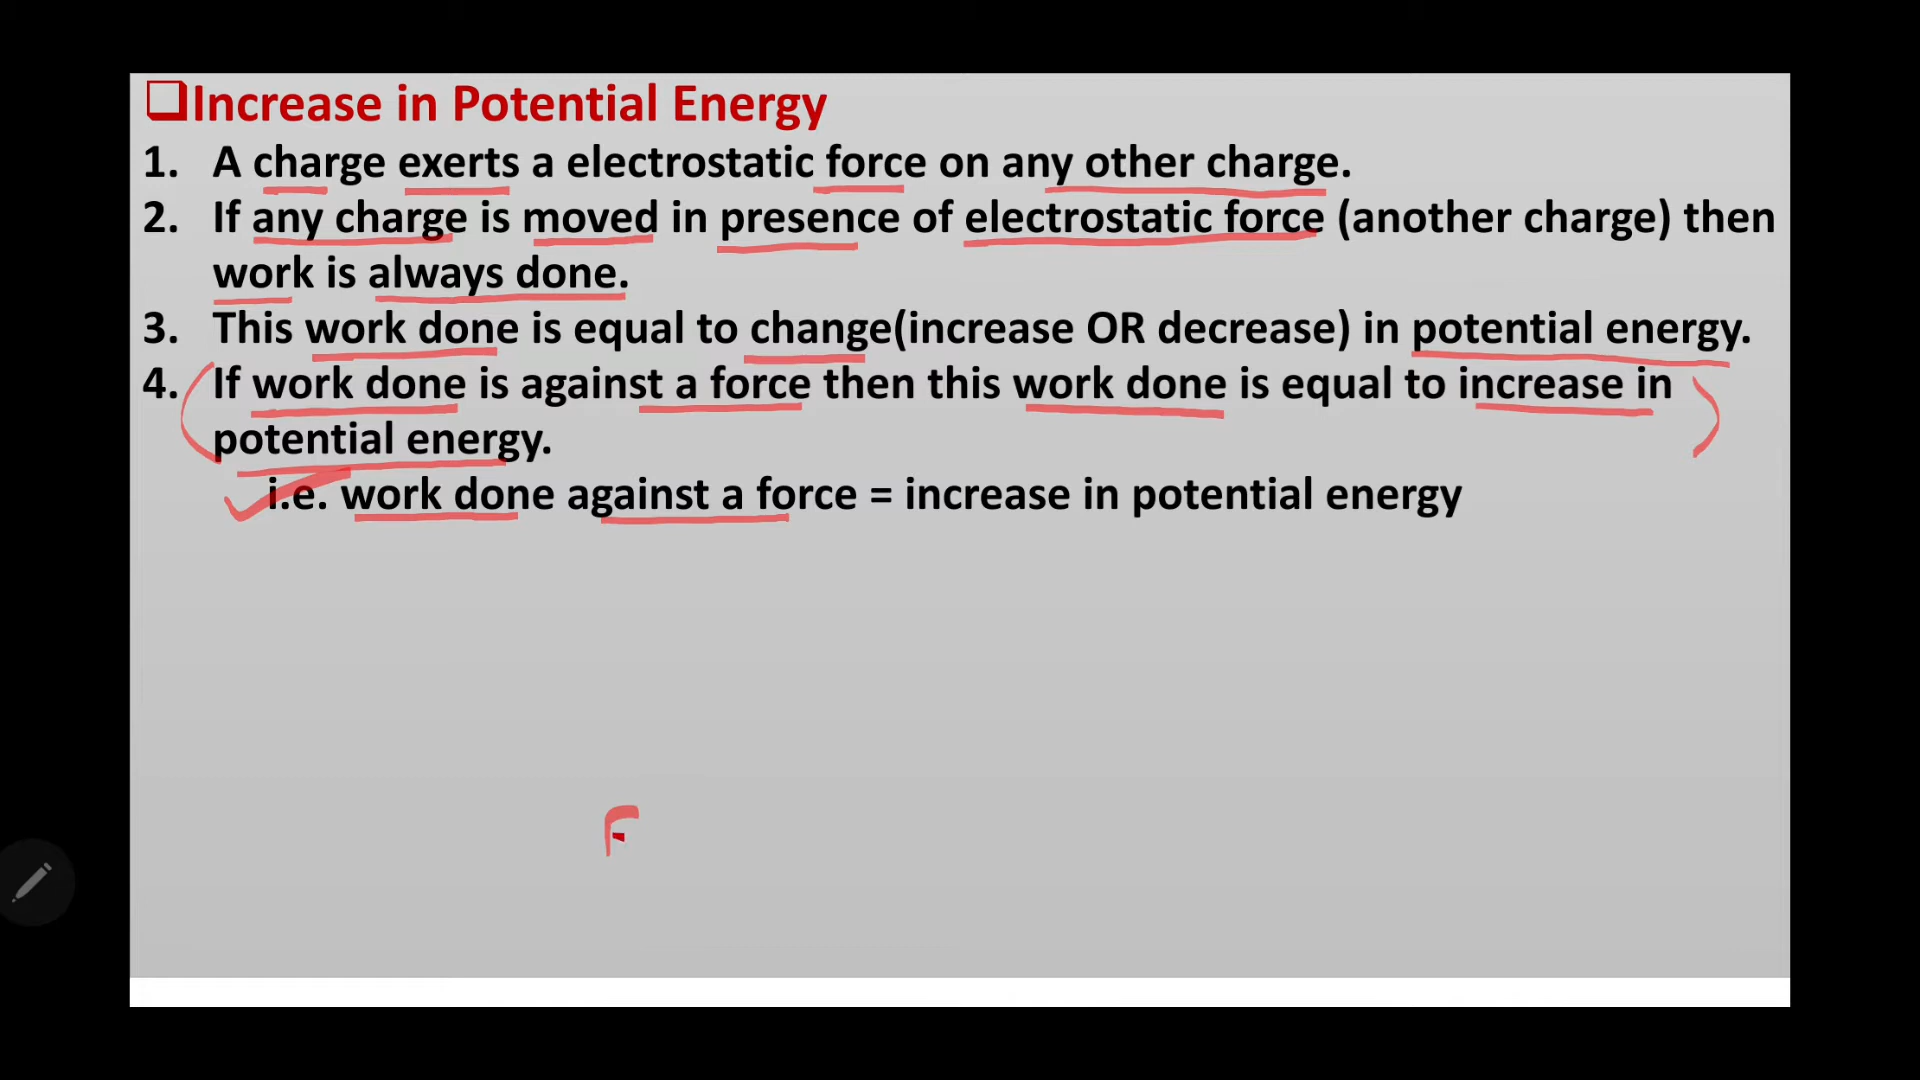 Increase in Potential Energy
1. A charge exerts a electrostatic force on any other charge.
2. If any charge is moved in presence of electrostatic force (another charge) then
work is always done.
3. This work done is equal to change(increase OR decrease) in potential energy.
4. If work done is against a force then this work done is equal to increase in
potential energy.
i.e. work done against a force = increase in potential energy
F